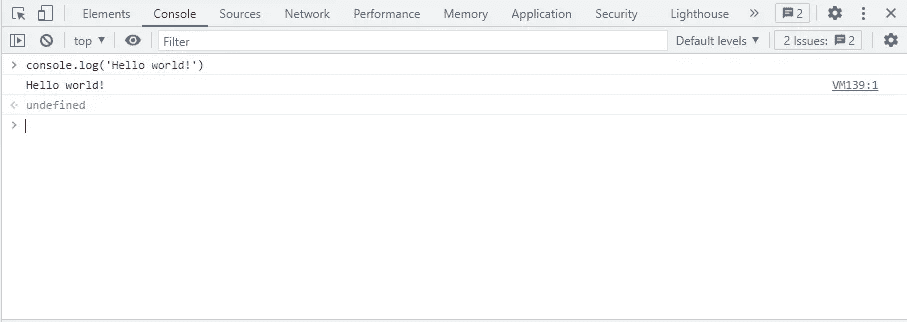 Elements Console Sources Network Performance Memory Application Security Lighthouse » 2
top ▼ Filter Default levels ▼ 2 Issues: 2
> console.log('Hello world!')
Hello world! VM139:1
undefined
>